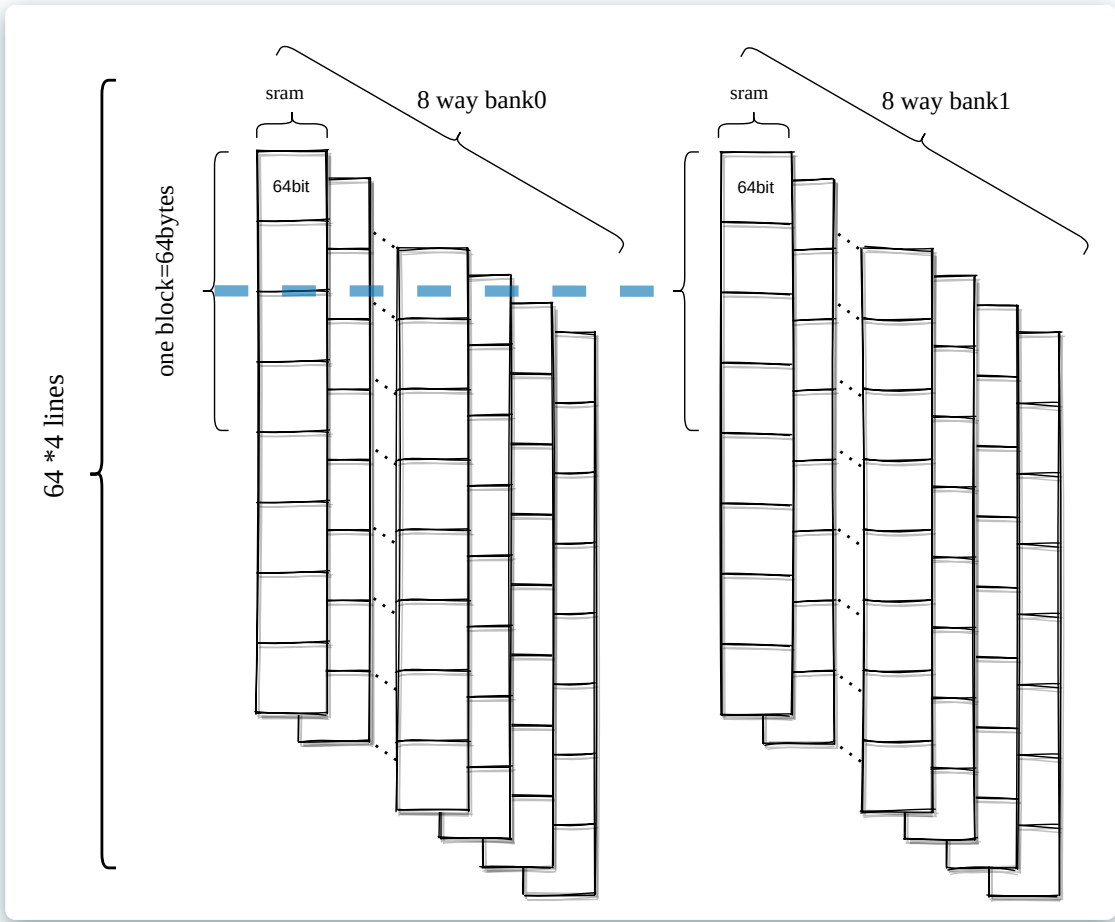 sram
8 way bank0
sram
8 way bank1
64bit
64bit
one block=64bytes
64 *4 lines